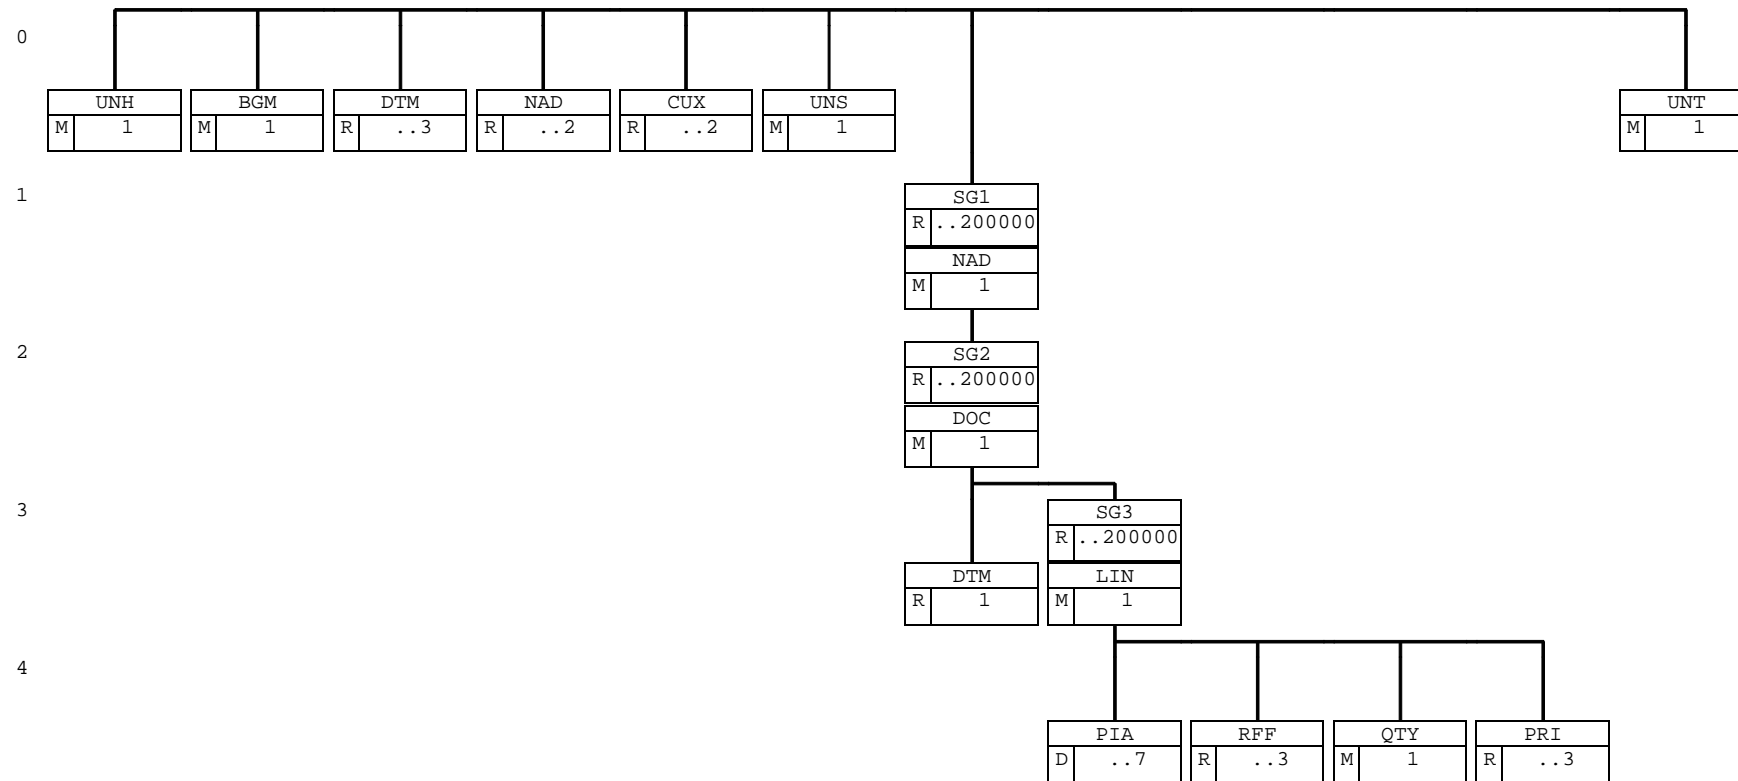 0
UNH BGM DTM NAD CUX UNS UNT
M 1 M 1 R ..3 R ..2 R ..2 M 1 M 1
1
SG1
R ..200000
NAD
M 1
2
SG2
R ..200000
DOC
M 1
3
SG3
R ..200000
DTM LIN
R 1 M 1
4
PIA RFF QTY PRI
D ..7 R ..3 M 1 R ..3